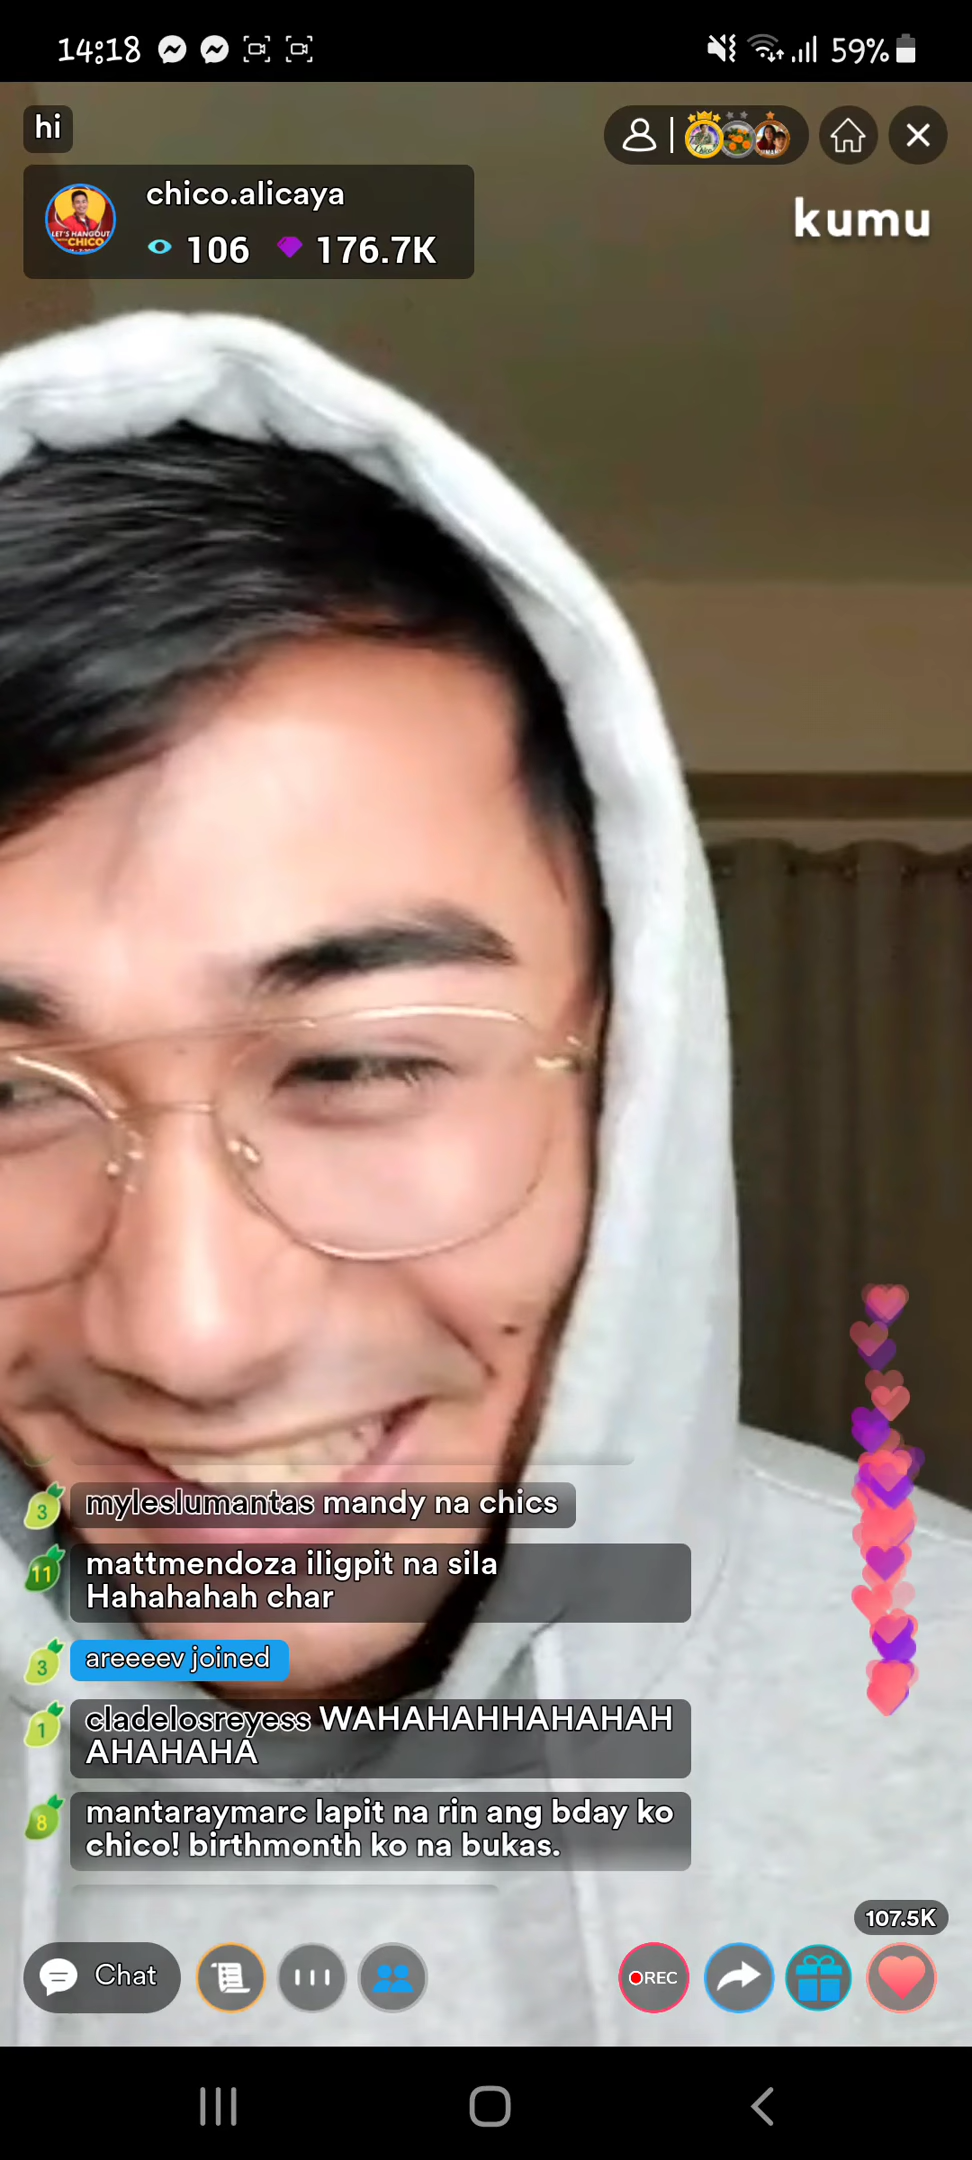 14:18
59%
hi
chico.alicaya
106 176.7K
LET'S HANGOUT
CHICO
kumu
3 myleslumantas mandy na chics
11 mattmendoza iligpit na sila
Hahahahah char
3 areeeev joined
1 cladelosreyess WAHAHAHHAHAHAH
AHAHAHA
8 mantaraymarc lapit na rin ang bday ko
chico! birthmonth ko na bukas.
107.5K
Chat
REC